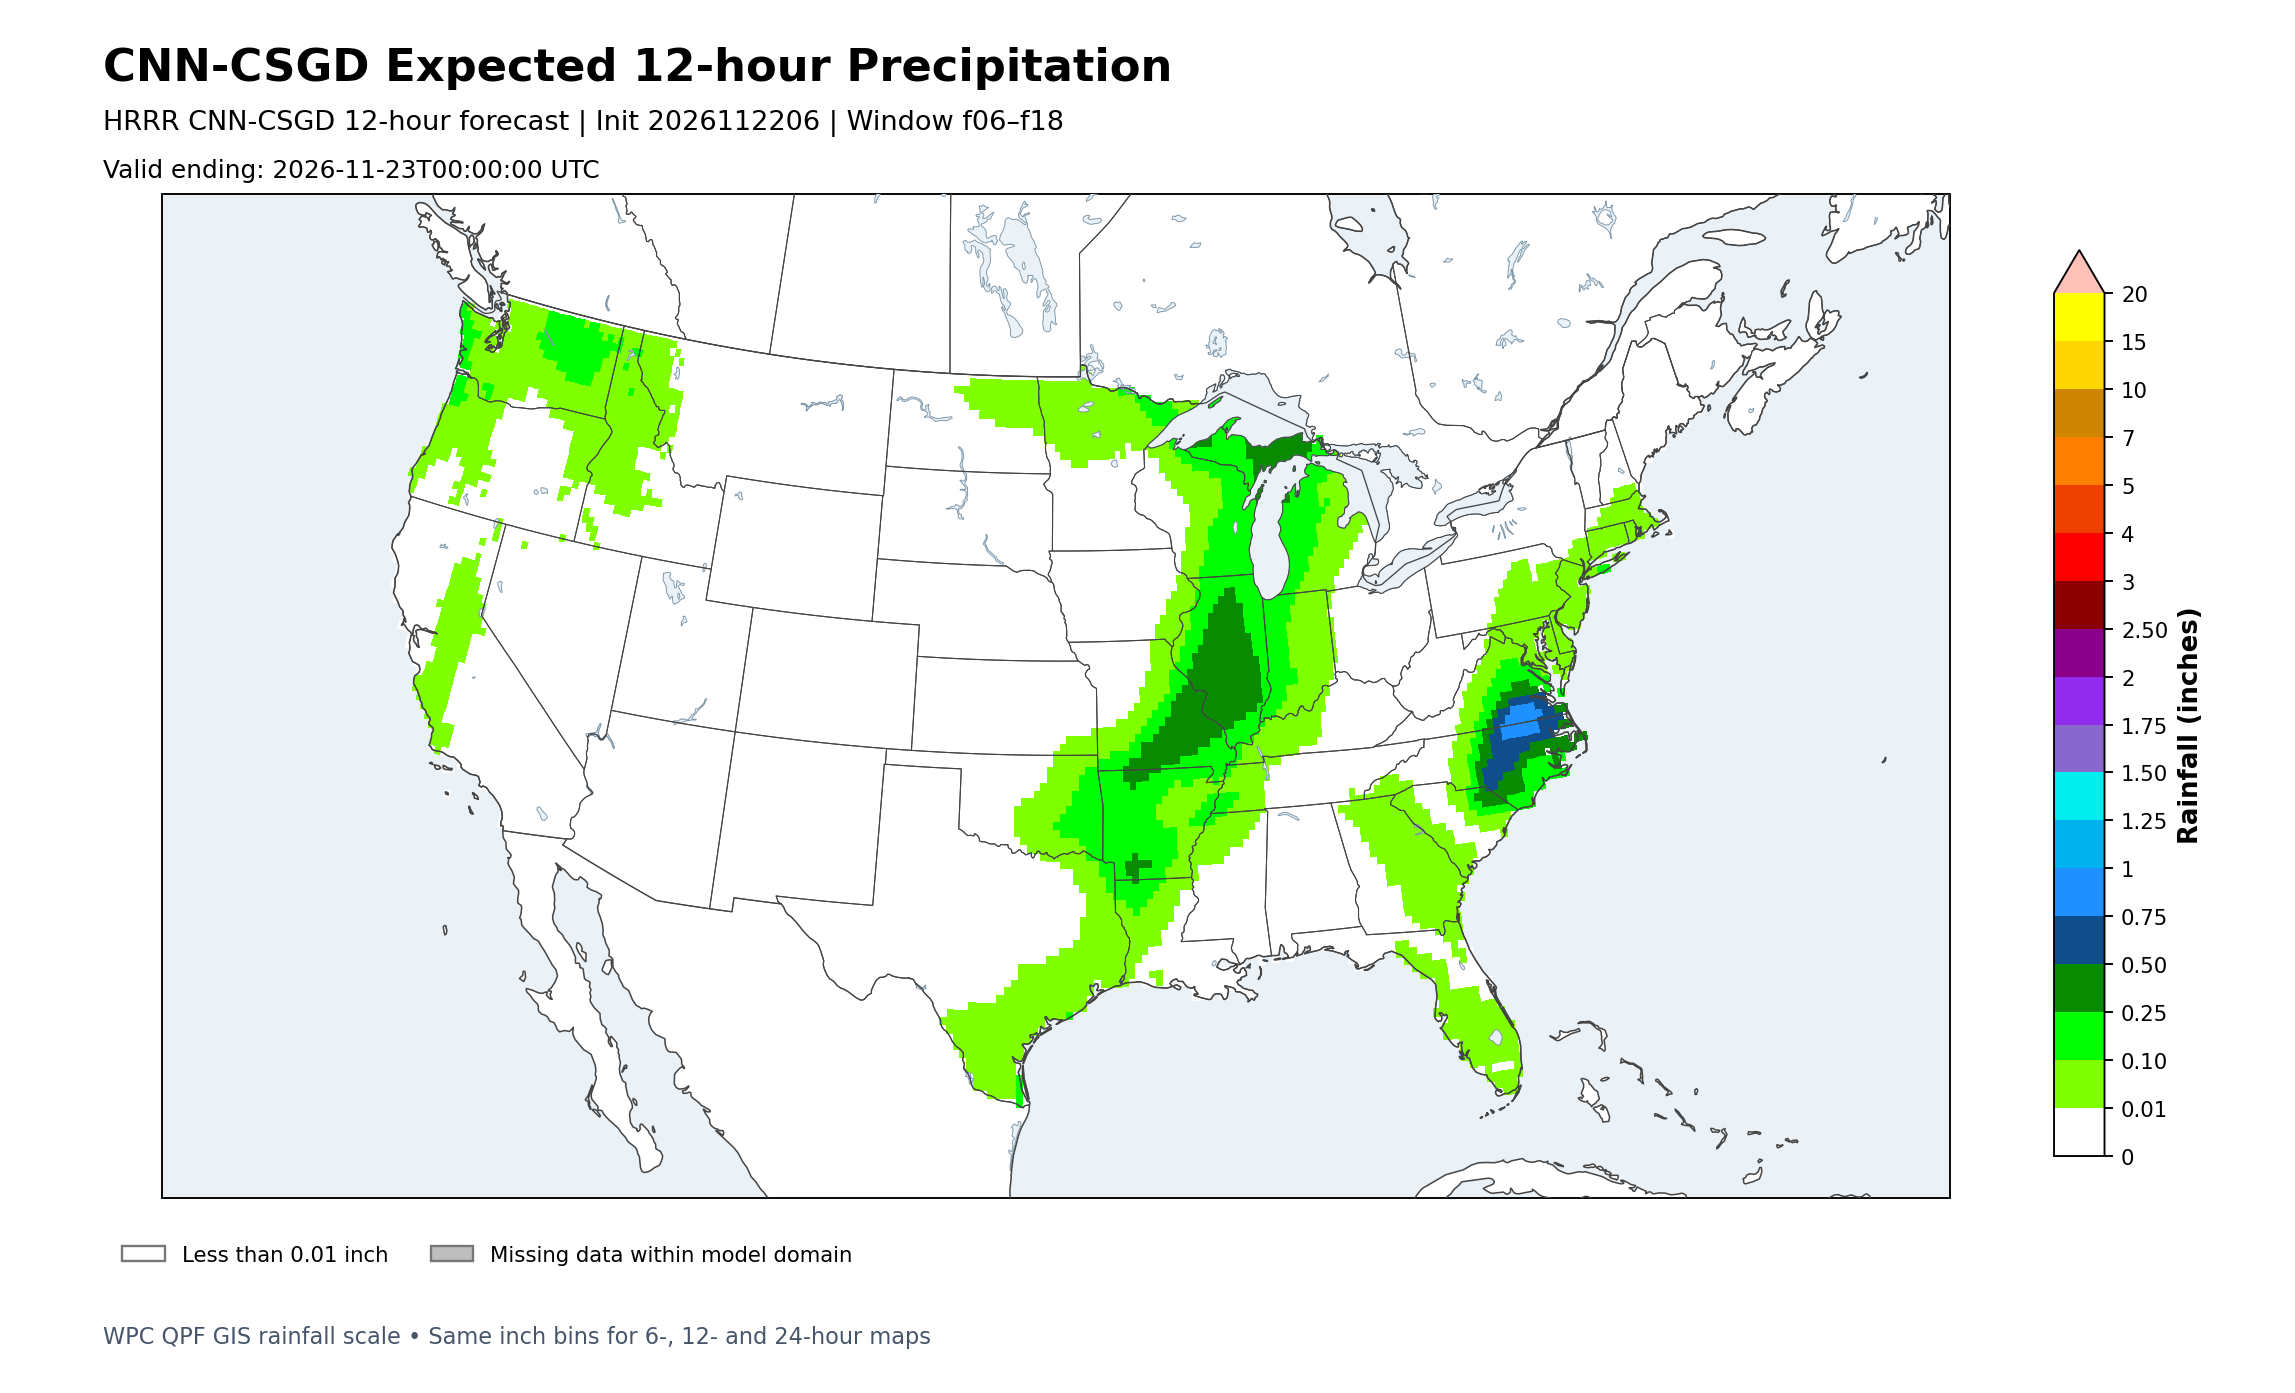 CNN-CSGD Expected 12-hour Precipitation
HRRR CNN-CSGD 12-hour forecast | Init 2026112206 | Window f06–f18
Valid ending: 2026-11-23T00:00:00 UTC
20
15
10
7
5
4
3
2.50
2
1.75
1.50
1.25
1
0.75
0.50
0.25
0.10
0.01
0
Rainfall (inches)
Less than 0.01 inch
Missing data within model domain
WPC QPF GIS rainfall scale • Same inch bins for 6-, 12- and 24-hour maps